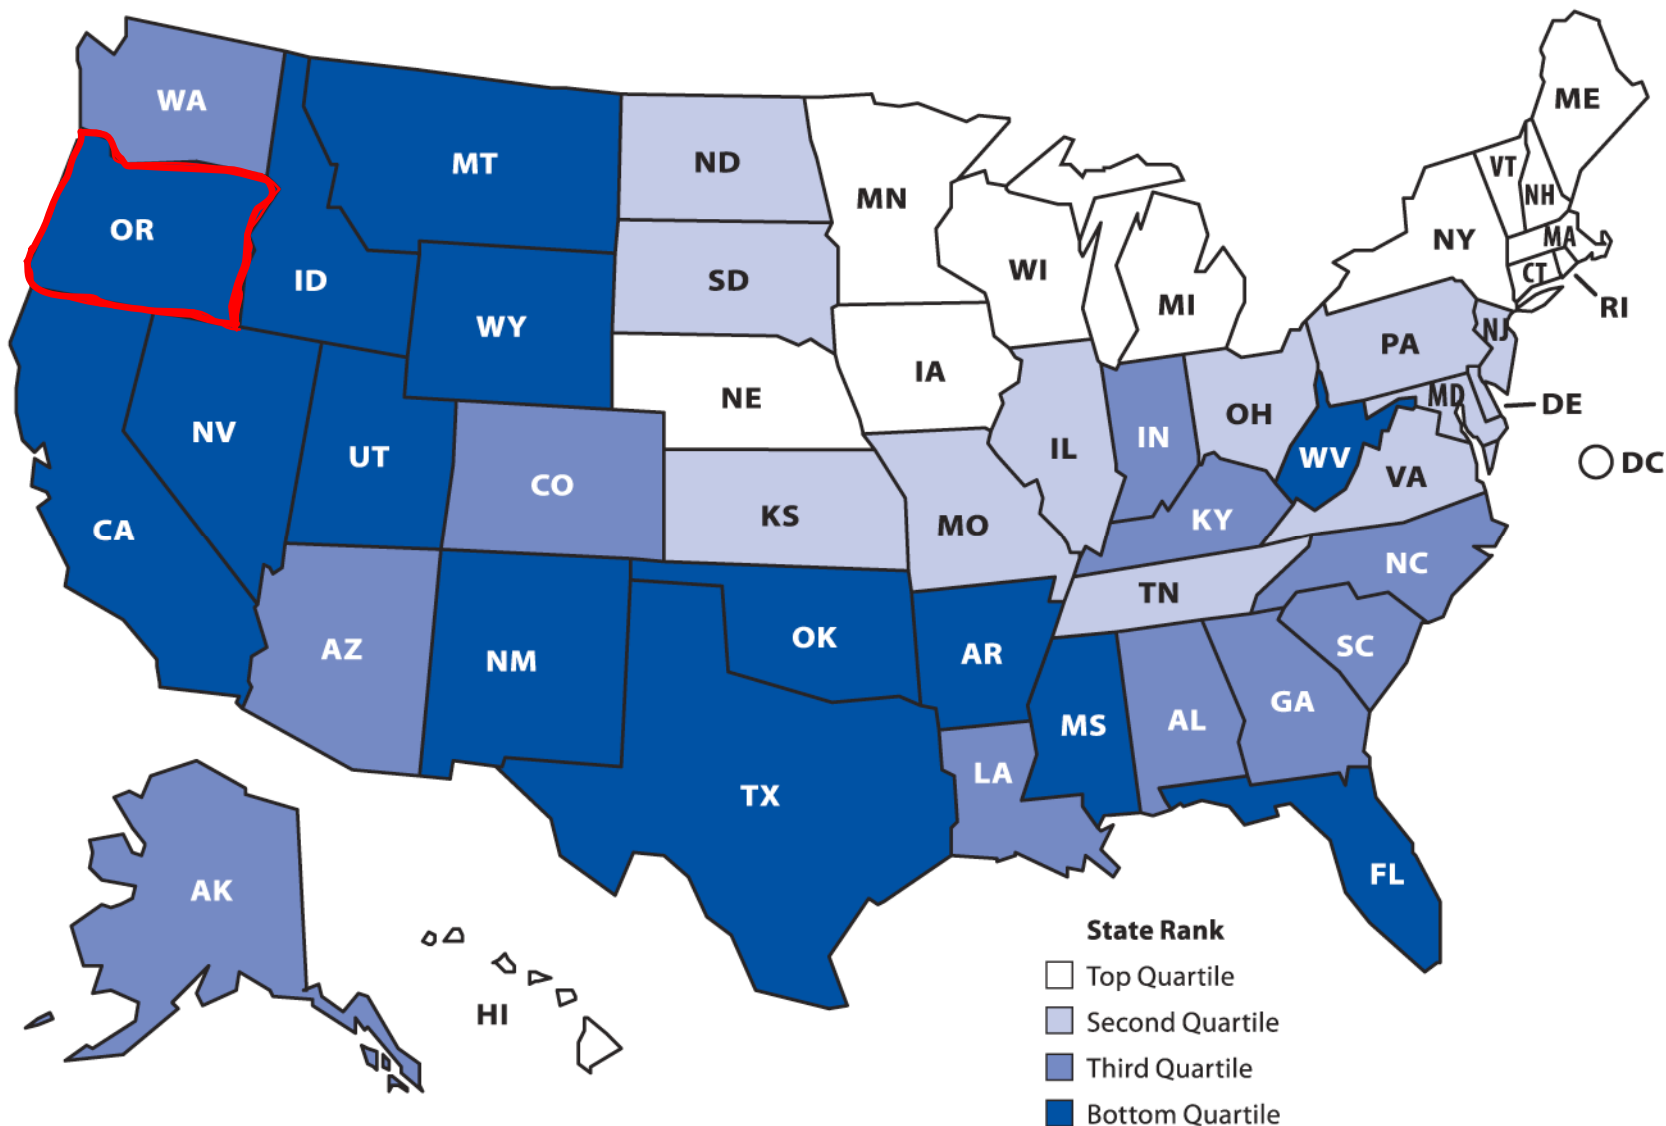 WA
MT
ND
MN
ME
VT
NH
OR
ID
SD
WI
MI
NY
MA
CT
RI
WY
NE
IA
PA
NJ
NV
UT
CO
KS
MO
IL
IN
OH
MD
DE
WV
VA
DC
CA
KY
NC
TN
AZ
NM
OK
AR
SC
MS
AL
GA
LA
TX
AK
FL
HI
State Rank
Top Quartile
Second Quartile
Third Quartile
Bottom Quartile